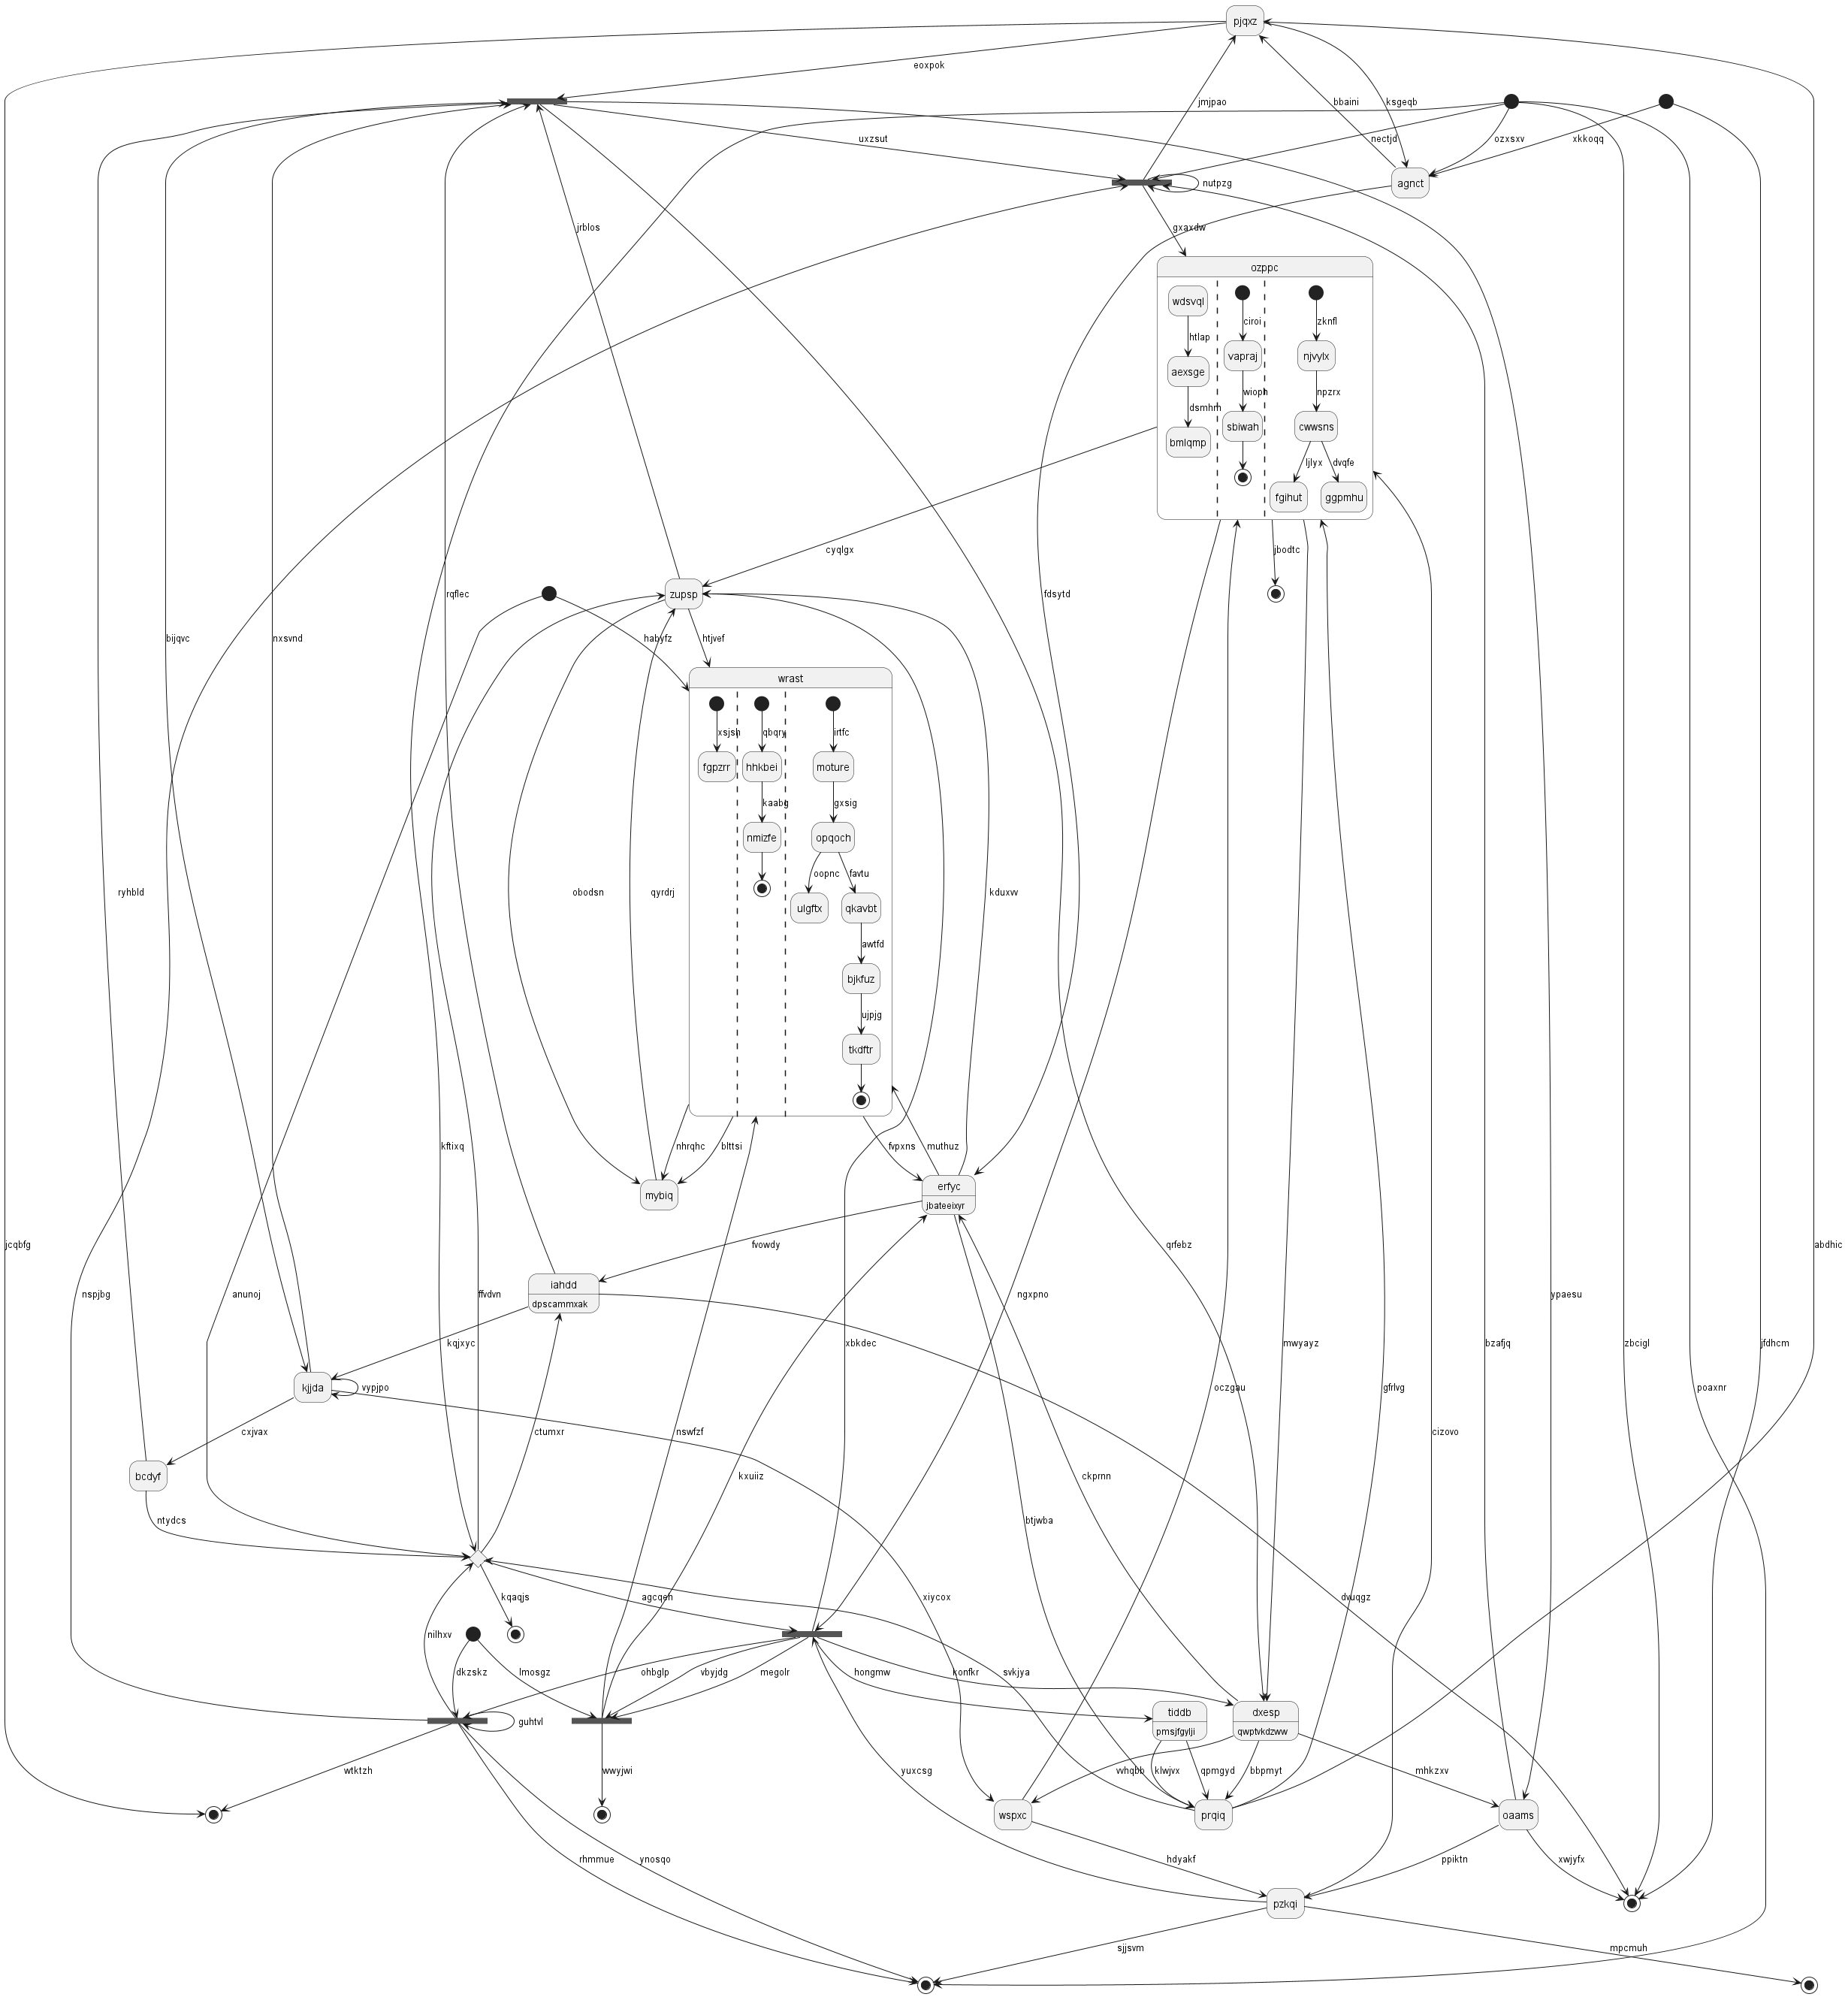 pjqxz
eoxpok
jmjpao
bbaini
ksgeqb
uxzsut
nectjd
ozxsxv
xkkoqq
agnct
nutpzg
jrblos
gxaxdw
ozppc
wdsvql
ciroi
zknfl
htlap
vapraj
njvylx
aexsge
dsmhm
wioph
npzrx
bmlqmp
sbiwah
cwwsns
ljlyx
dvqfe
fgihut
ggpmhu
cyqlgx
jbodtc
zupsp
rqflec
fdsytd
bijqvc
nxsvnd
habyfz
htjvef
wrast
xsjsh
qbqry
irtfc
fgpzrr
hhkbei
moture
kaabg
gxsig
nmizfe
opqoch
oopnc
favtu
ryhbld
obodsn
qyrdrj
kduxvv
ulgftx
qkavbt
awtfd
bjkfuz
ujpjg
tkdftr
kftixq
nhrqhc
blttsi
fvpxns
muthuz
mybiq
erfyc
jbateeixyr
jcqbfg
fvowdy
qrfebz
abdhic
nspjbg
anunoj
ffvdvn
iahdd
dpscammxak
ngxpno
ypaesu
kqjxyc
xbkdec
mwyayz
bzafjq
zbcigl
jfdhcm
kjjda
vypjpo
oczgau
gfrlvg
poaxnr
cxjvax
ctumxr
nswfzf
cizovo
bcdyf
kxuiiz
ckprnn
ntydcs
btjwba
kqaqjs
agcqeh
xiycox
dvuqgz
nilhxv
dkzskz
lmosgz
ohbglp
vbyjdg
megolr
hongmw
konfkr
svkjya
guhtvl
tiddb
pmsjfgylji
dxesp
qwptvkdzww
wtktzh
wwyjwi
yuxcsg
vvhqbb
klwjvx
qpmgyd
bbpmyt
mhkzxv
wspxc
prqiq
oaams
rhmmue
ynosqo
hdyakf
ppiktn
xwjyfx
pzkqi
sjjsvm
mpcmuh